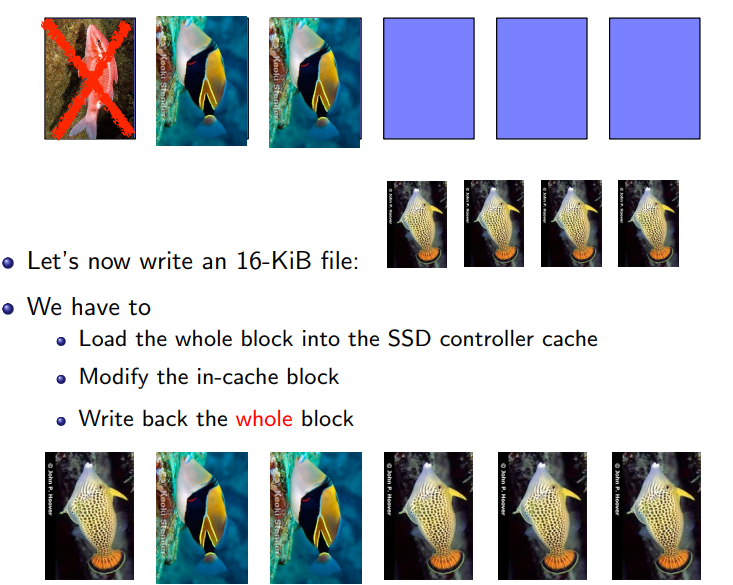 © Keoki Stender
© Keoki Stender
© John P. Hoover
© John P. Hoover
© John P. Hoover
© John P. Hoover
Let's now write an 16-KiB file:
We have to
Load the whole block into the SSD controller cache
Modify the in-cache block
Write back the whole block
© John P. Hoover
© Keoki Stender
© Keoki Stender
© John P. Hoover
© John P. Hoover
© John P. Hoover